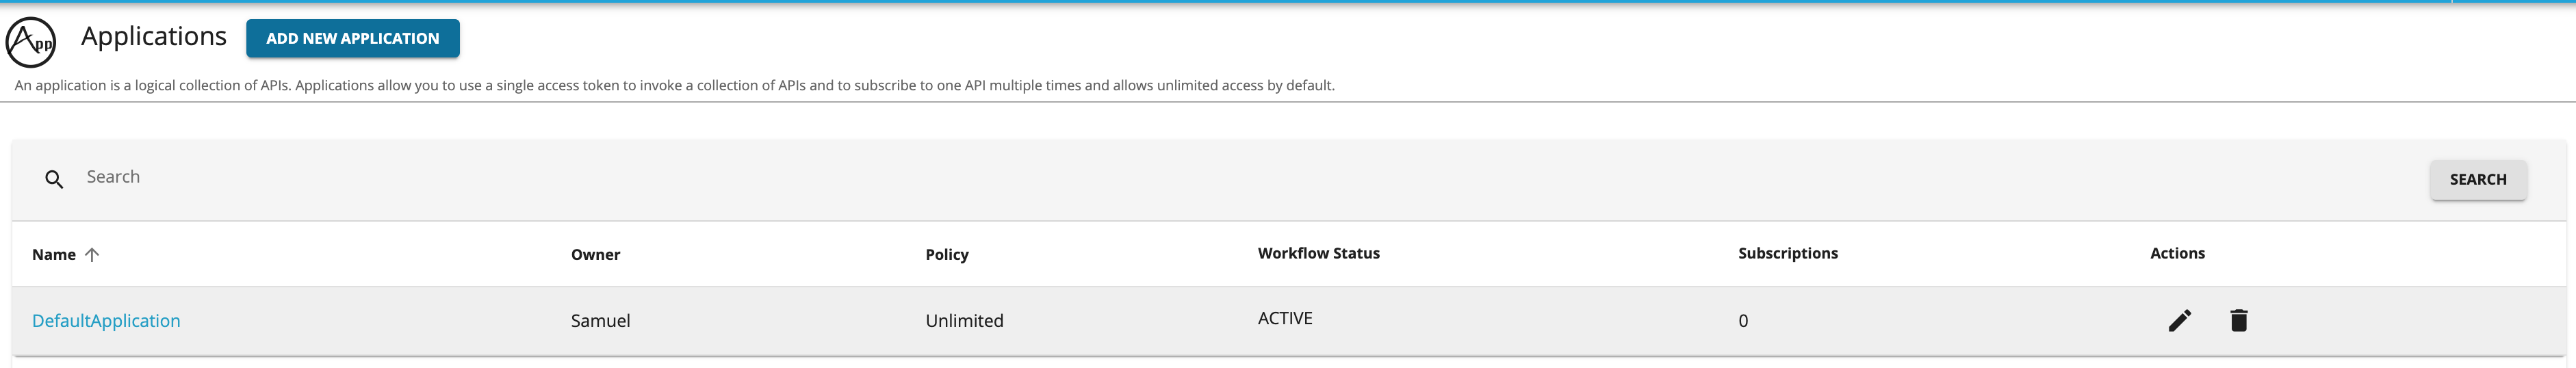 App
Applications
ADD NEW APPLICATION
An application is a logical collection of APIs. Applications allow you to use a single access token to invoke a collection of APIs and to subscribe to one API multiple times and allows unlimited access by default.
Search
SEARCH
Name Owner Policy Workflow Status Subscriptions Actions
DefaultApplication Samuel Unlimited ACTIVE 0